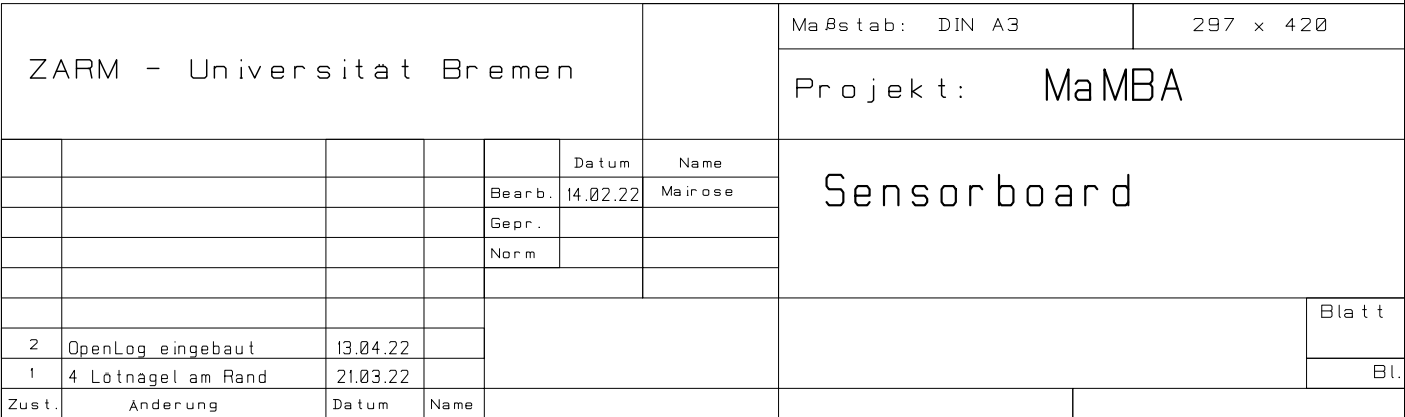 ZARM - Universität Bremen
Maßstab: DIN A3 297 x 420
Projekt: MaMBA
Datum Name
Bearb. 14.02.22 Mairose
Gepr.
Norm
Sensorboard
Blatt
Bl.
2 OpenLog eingebaut 13.04.22
1 4 Lötnägel am Rand 21.03.22
Zust. Änderung Datum Name